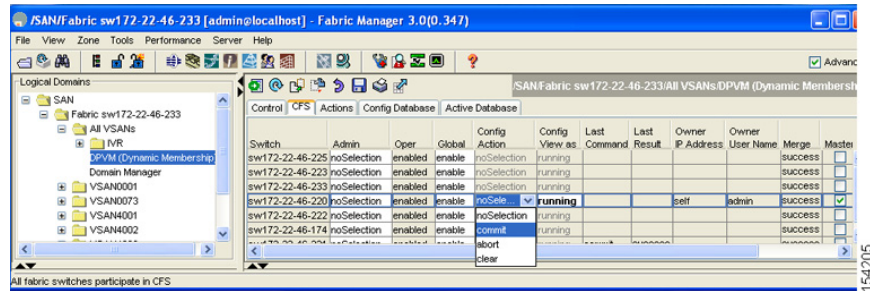 /SAN/Fabric sw172-22-46-233 [admin@localhost] - Fabric Manager 3.0(0.347)
File View Zone Tools Performance Server Help
Advanc
Logical Domains
/SAN/Fabric sw172-22-46-233/All VSANs/DPVM (Dynamic Membersh
SAN
Fabric sw172-22-46-233
All VSANs
IVR
DPVM (Dynamic Membership
Domain Manager
VSAN0001
VSAN0073
VSAN4001
VSAN4002
Control CFS Actions Config Database Active Database
Switch Admin Oper Global Config Action Config View as Last Command Last Result Owner IP Address Owner User Name Merge Master
sw172-22-46-225 noSelection enabled enable noSelection running success
sw172-22-46-223 noSelection enabled enable noSelection running success
sw172-22-46-233 noSelection enabled enable noSelection running success
sw172-22-46-220 noSelection enabled enable noSele... running self admin success
sw172-22-46-222 noSelection enabled enable running success
sw172-22-46-174 noSelection enabled enable running success
noSelection
commit
abort
clear
All fabric switches participate in CFS
154205